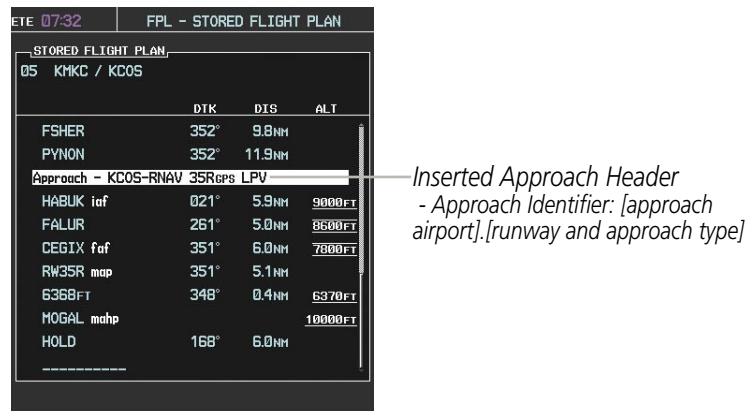 ETE 07:32 FPL – STORED FLIGHT PLAN
STORED FLIGHT PLAN
05 KMKC / KCOS
DTK DIS ALT
FSHER 352° 9.8NM
PYNON 352° 11.9NM
Approach – KCOS-RNAV 35RGPS LPV
HABUK iaf 021° 5.9NM 9000FT
FALUR 261° 5.0NM 8600FT
CEGIX faf 351° 6.0NM 7800FT
RW35R map 351° 5.1NM
6368FT 348° 0.4NM 6370FT
MOGAL mahp 10000FT
HOLD 168° 6.0NM
__________
Inserted Approach Header
- Approach Identifier: [approach
airport].[runway and approach type]